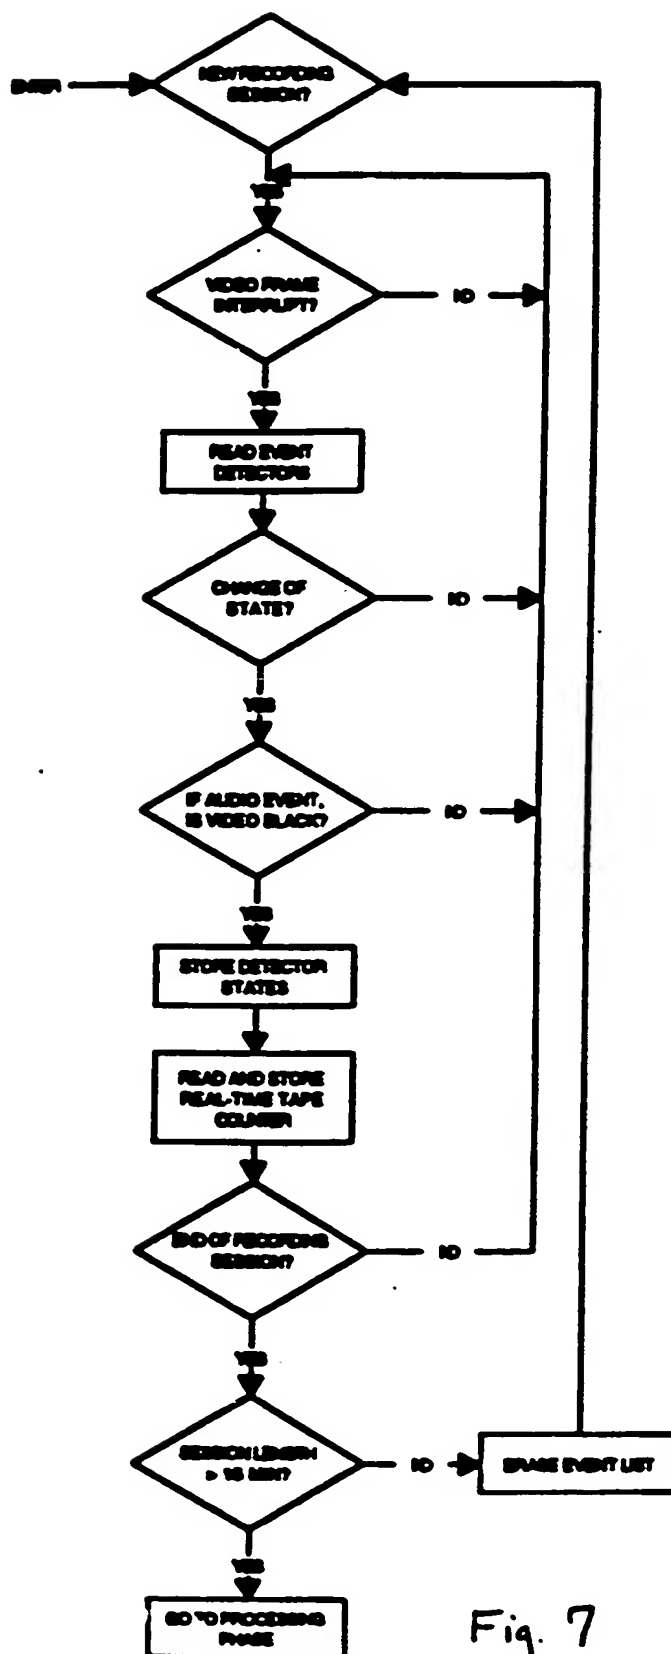 ENTER
NEW RECORDING
SESSION?
YES
VIDEO FRAME
INTERRUPT?
NO
YES
READ EVENT
DETECTORS
CHANGE OF
STATE?
NO
YES
IF AUDIO EVENT,
IS VIDEO BLACK?
NO
YES
STORE DETECTOR
STATES
READ AND STORE
REAL-TIME TAPE
COUNTER
END OF RECORDING
SESSION?
NO
YES
SESSION LENGTH
> 15 MIN?
NO
ERASE EVENT LIST
YES
GO TO PROCESSING
PHASE
Fig. 7